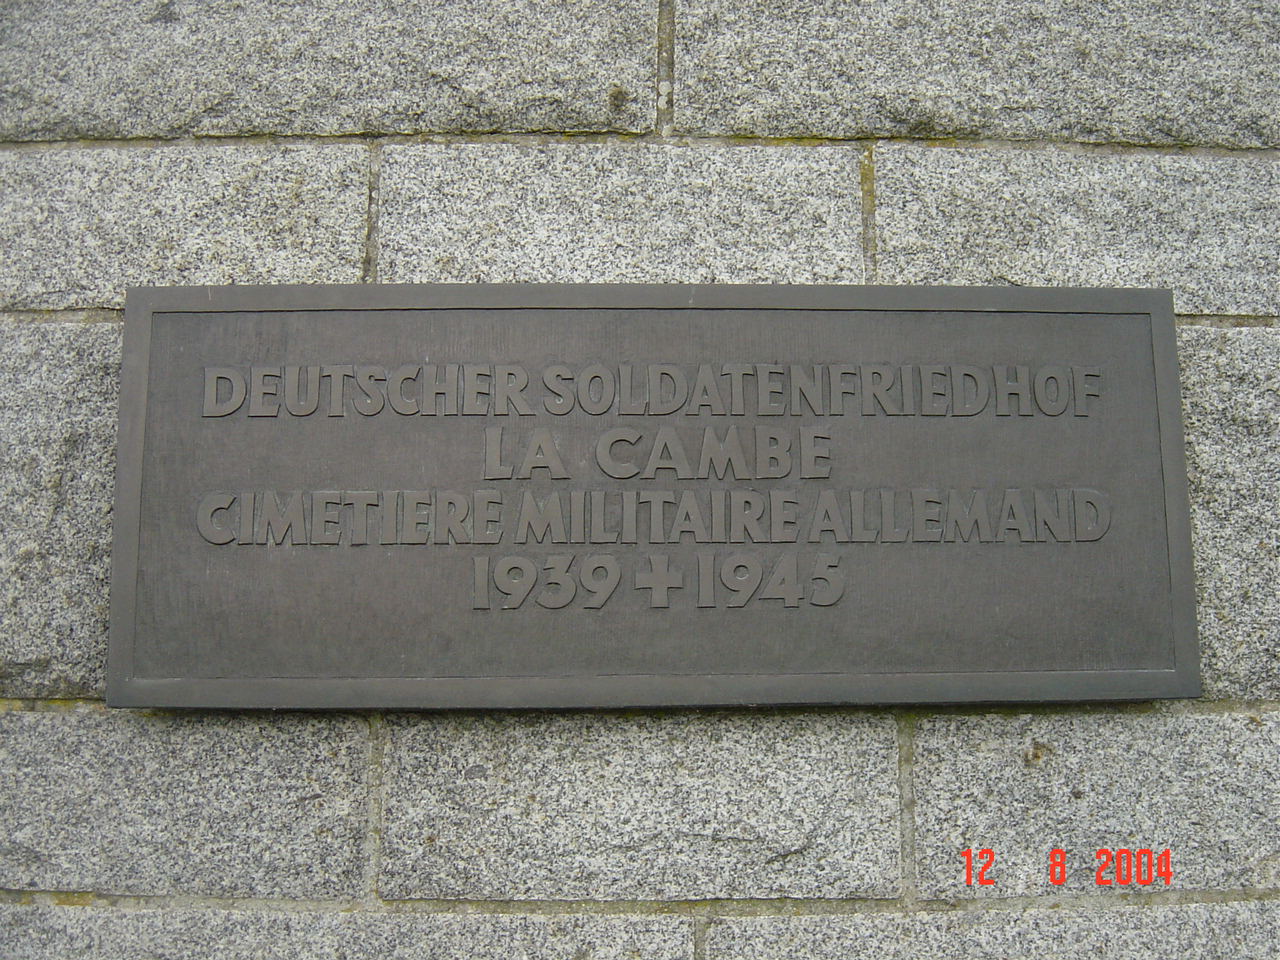 DEUTSCHER SOLDATENFRIEDHOF
LA CAMBE
CIMETIERE MILITAIRE ALLEMAND
1939 + 1945
12 8 2004